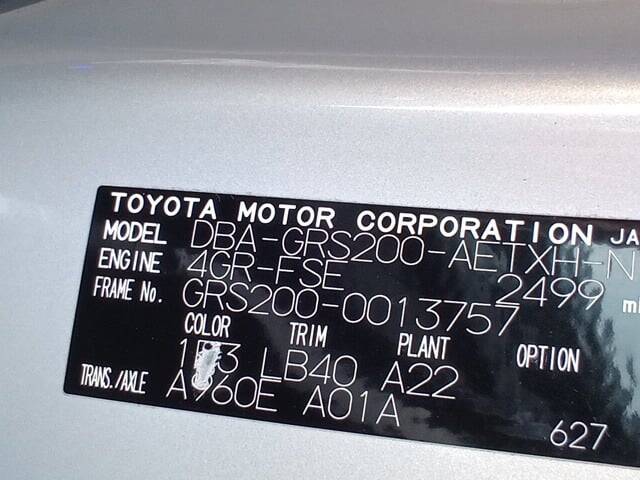 TOYOTA MOTOR CORPORATION JA
MODEL DBA-GRS200-AETXH-N
ENGINE 4GR-FSE 2499
FRAME No. GRS200-0013757
COLOR TRIM PLANT OPTION
LB40 A22
TRANS./AXLE A960E A01A
627